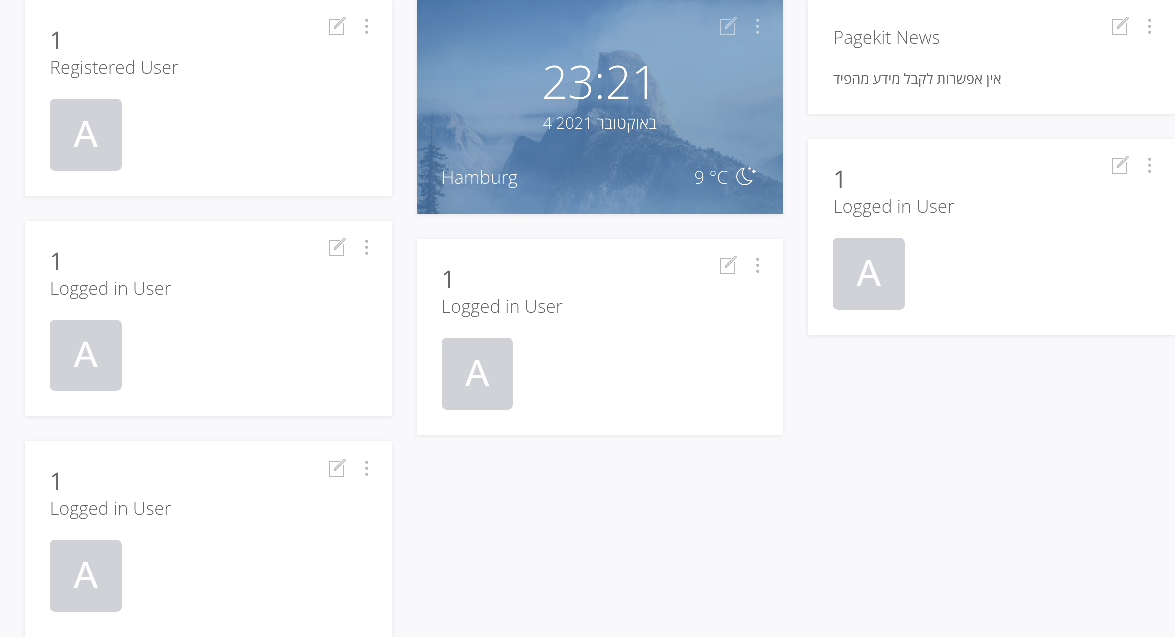 1
Registered User
A
1
Logged in User
A
1
Logged in User
A
23:21
4 באוקטובר 2021
Hamburg
9 °C
1
Logged in User
A
Pagekit News
אין אפשרות לקבל מידע מהפיד
1
Logged in User
A